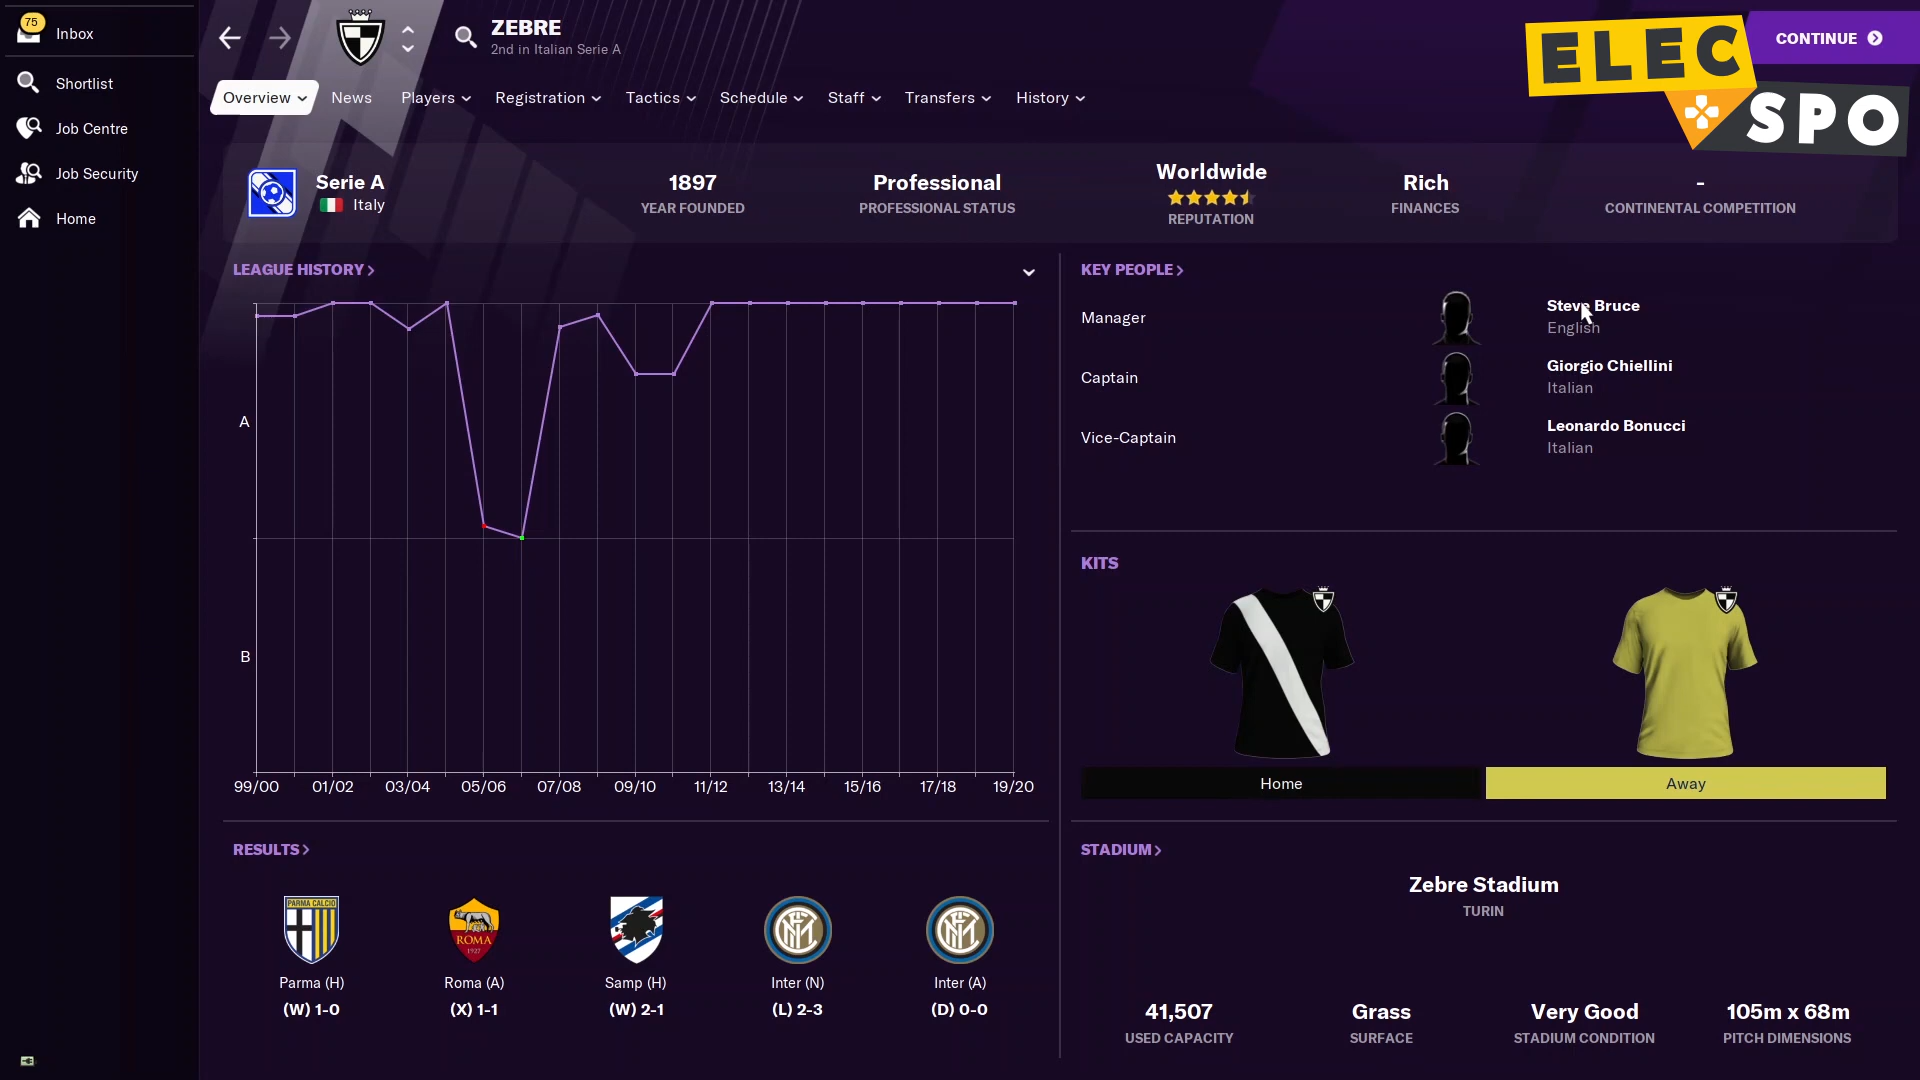 75
Inbox
Shortlist
Job Centre
Job Security
Home
ZEBRE
2nd in Italian Serie A
CONTINUE
ELEC
SPO
Overview
News
Players
Registration
Tactics
Schedule
Staff
Transfers
History
Serie A
Italy
1897
YEAR FOUNDED
Professional
PROFESSIONAL STATUS
Worldwide
REPUTATION
Rich
FINANCES
-
CONTINENTAL COMPETITION
LEAGUE HISTORY
A
B
99/00 01/02 03/04 05/06 07/08 09/10 11/12 13/14 15/16 17/18 19/20
KEY PEOPLE
Manager
Steve Bruce
English
Captain
Giorgio Chiellini
Italian
Vice-Captain
Leonardo Bonucci
Italian
KITS
Home
Away
RESULTS
PARMA CALCIO
ROMA
1927
Parma (H)
(W) 1-0
Roma (A)
(X) 1-1
Samp (H)
(W) 2-1
Inter (N)
(L) 2-3
Inter (A)
(D) 0-0
STADIUM
Zebre Stadium
TURIN
41,507
USED CAPACITY
Grass
SURFACE
Very Good
STADIUM CONDITION
105m x 68m
PITCH DIMENSIONS